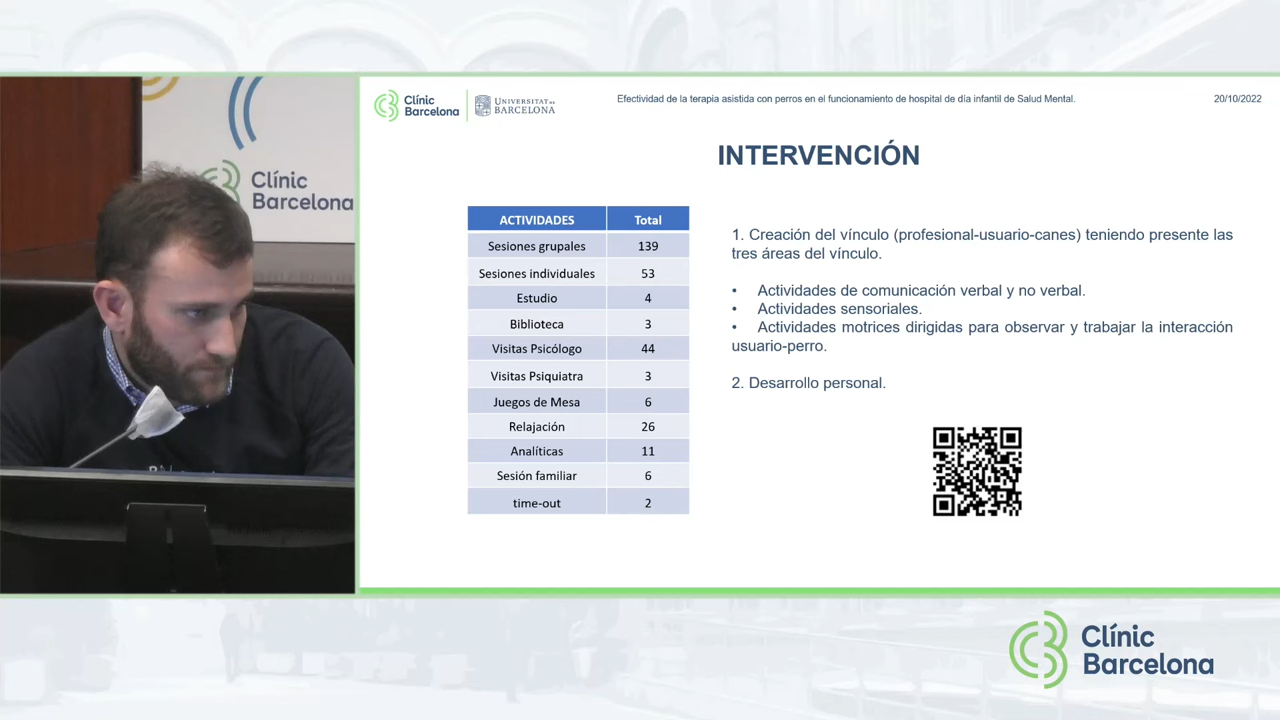 Clínic
Barcelona
Clínic
Barcelona
UNIVERSITAT DE
BARCELONA
Efectividad de la terapia asistida con perros en el funcionamiento de hospital de día infantil de Salud Mental.
20/10/2022
INTERVENCIÓN
ACTIVIDADES Total
Sesiones grupales 139
Sesiones individuales 53
Estudio 4
Biblioteca 3
Visitas Psicólogo 44
Visitas Psiquiatra 3
Juegos de Mesa 6
Relajación 26
Analíticas 11
Sesión familiar 6
time-out 2
1. Creación del vínculo (profesional-usuario-canes) teniendo presente las
tres áreas del vínculo.
• Actividades de comunicación verbal y no verbal.
• Actividades sensoriales.
• Actividades motrices dirigidas para observar y trabajar la interacción
usuario-perro.
2. Desarrollo personal.
Clínic
Barcelona